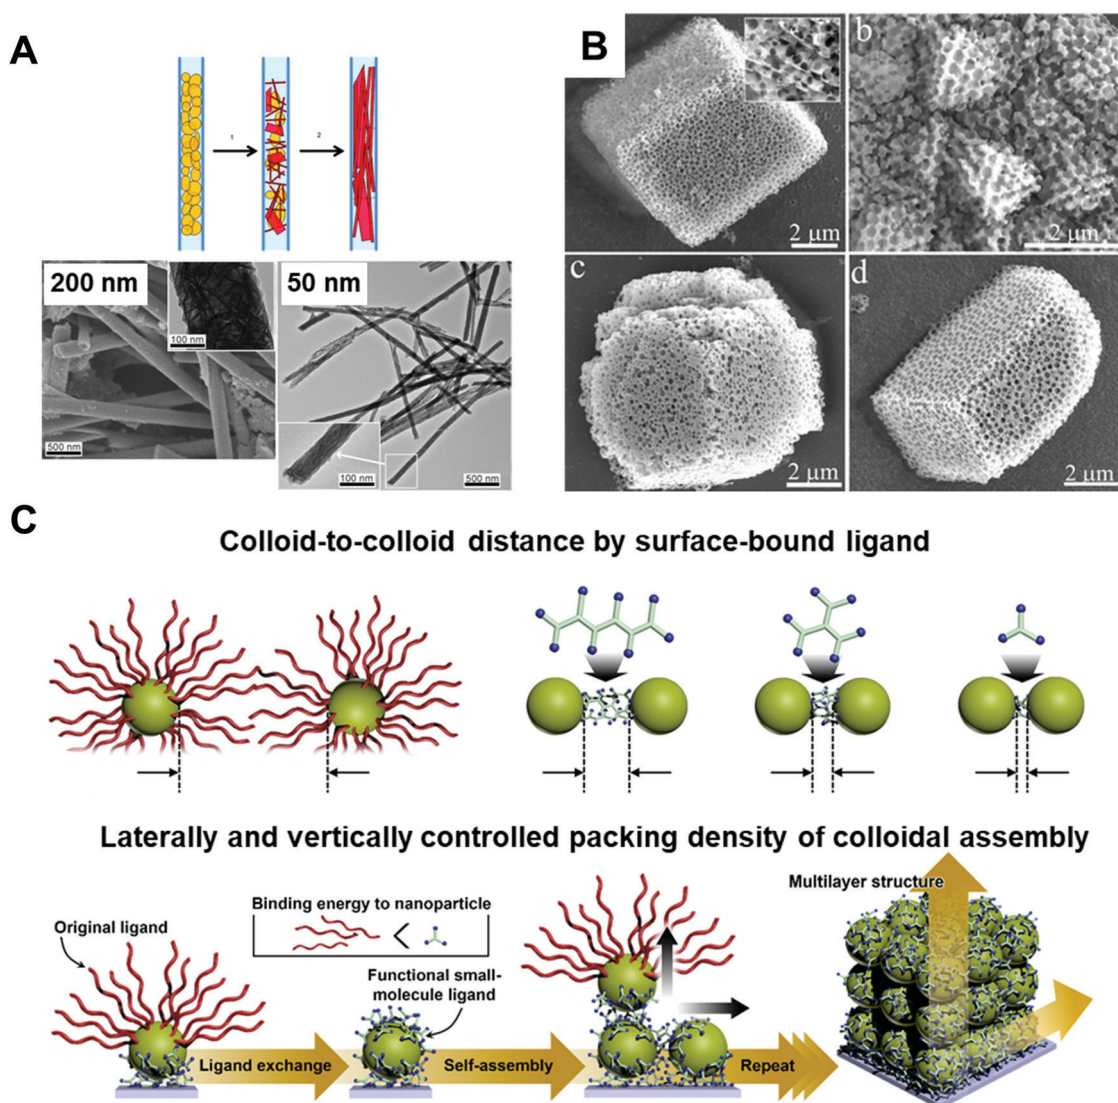 A
1
2
200 nm
100 nm
500 nm
50 nm
100 nm
500 nm
B
2 μm
b
2 μm
c
2 μm
d
2 μm
C
Colloid-to-colloid distance by surface-bound ligand
Laterally and vertically controlled packing density of colloidal assembly
Original ligand
Binding energy to nanoparticle
<
Functional small-
molecule ligand
Multilayer structure
Ligand exchange
Self-assembly
Repeat